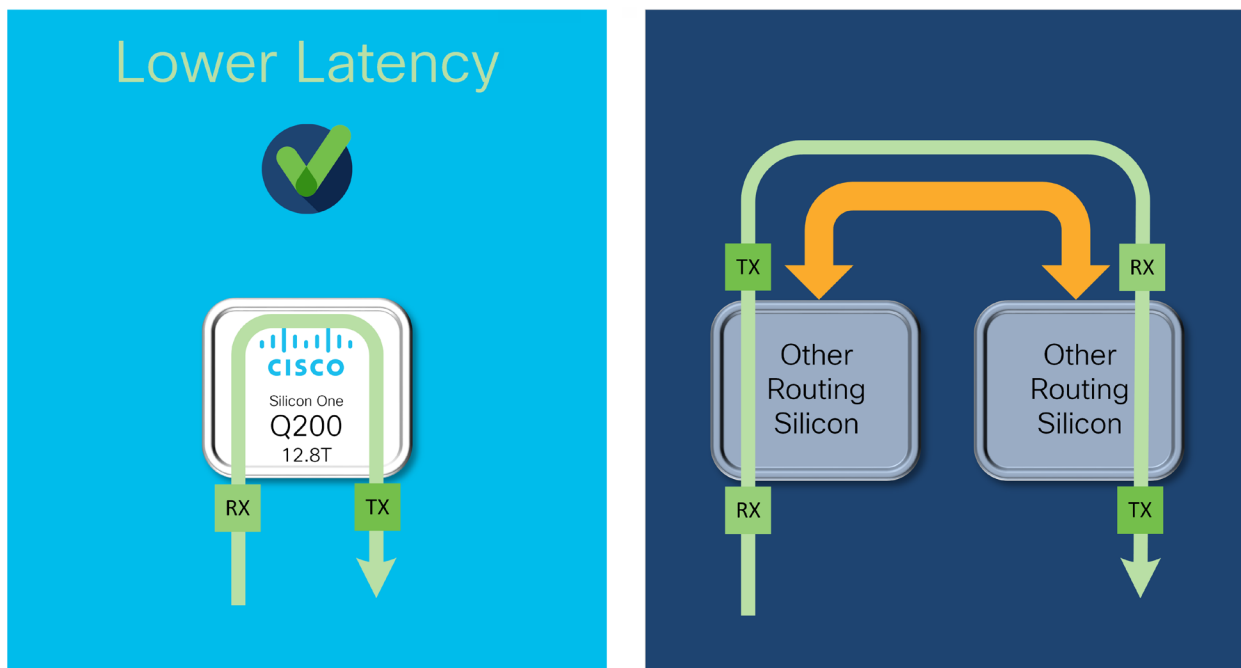 Lower Latency
CISCO
Silicon One
Q200
12.8T
RX
TX
TX
RX
Other
Routing
Silicon
Other
Routing
Silicon
RX
TX